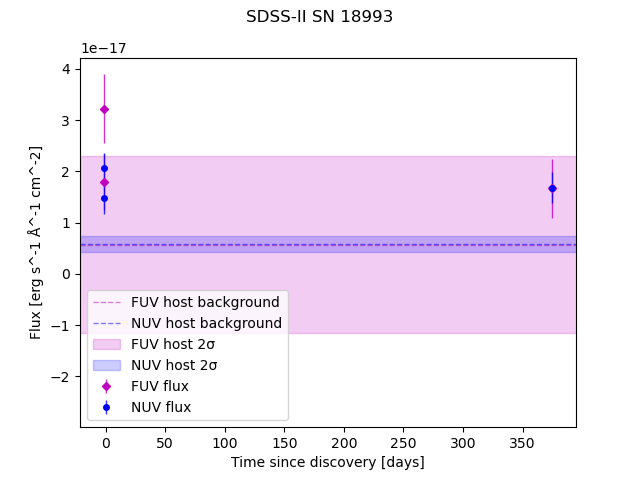 SDSS-II SN 18993
1e−17
4
3
2
1
0
−1
−2
Flux [erg s^-1 Å^-1 cm^-2]
FUV host background
NUV host background
FUV host 2σ
NUV host 2σ
FUV flux
NUV flux
0 50 100 150 200 250 300 350
Time since discovery [days]